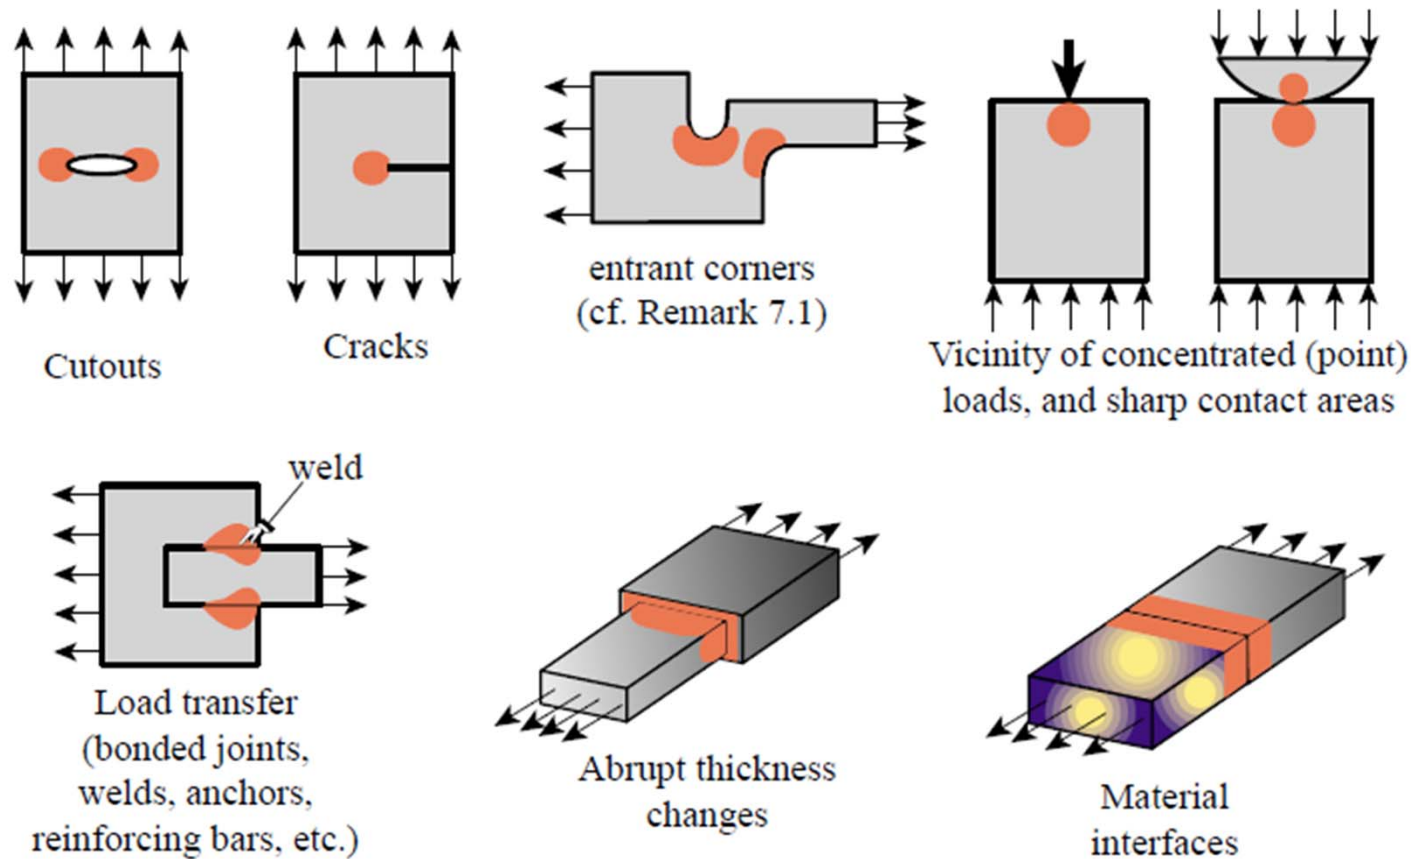 Cutouts
Cracks
entrant corners
(cf. Remark 7.1)
Vicinity of concentrated (point)
loads, and sharp contact areas
weld
Load transfer
(bonded joints,
welds, anchors,
reinforcing bars, etc.)
Abrupt thickness
changes
Material
interfaces